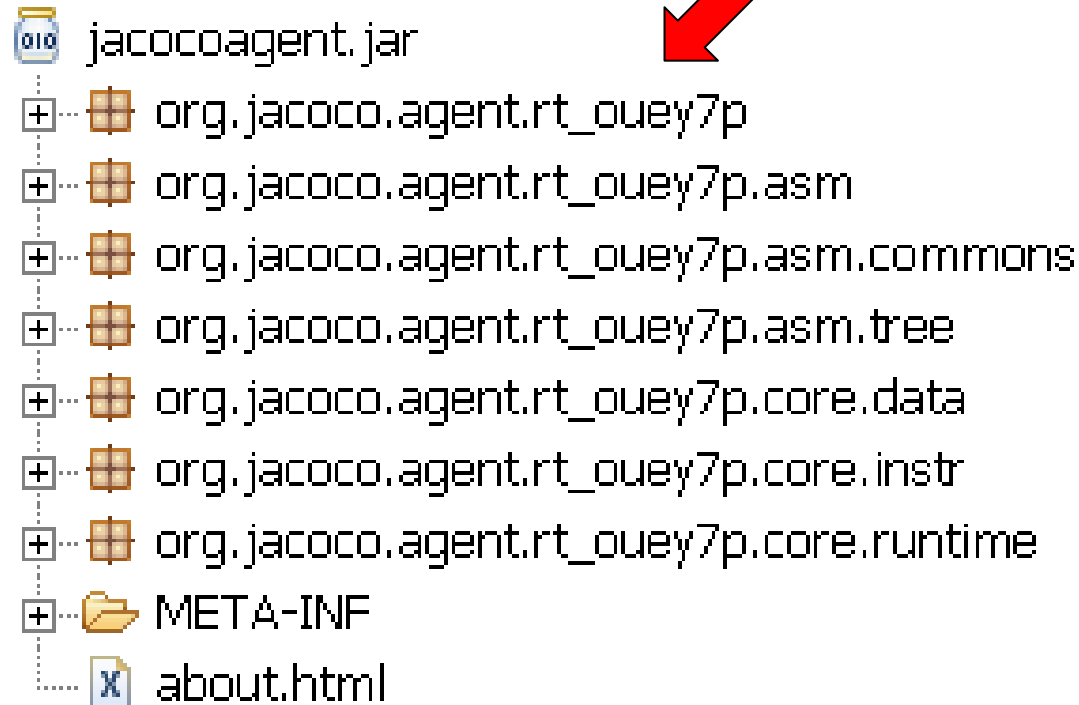 010 jacocoagent.jar
org.jacoco.agent.rt_ouey7p
org.jacoco.agent.rt_ouey7p.asm
org.jacoco.agent.rt_ouey7p.asm.commons
org.jacoco.agent.rt_ouey7p.asm.tree
org.jacoco.agent.rt_ouey7p.core.data
org.jacoco.agent.rt_ouey7p.core.instr
org.jacoco.agent.rt_ouey7p.core.runtime
META-INF
X about.html